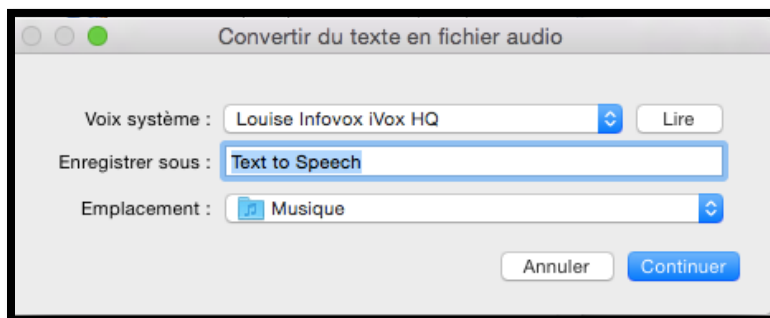 Convertir du texte en fichier audio
Voix système : Louise Infovox iVox HQ Lire
Enregistrer sous : Text to Speech
Emplacement : Musique
Annuler Continuer